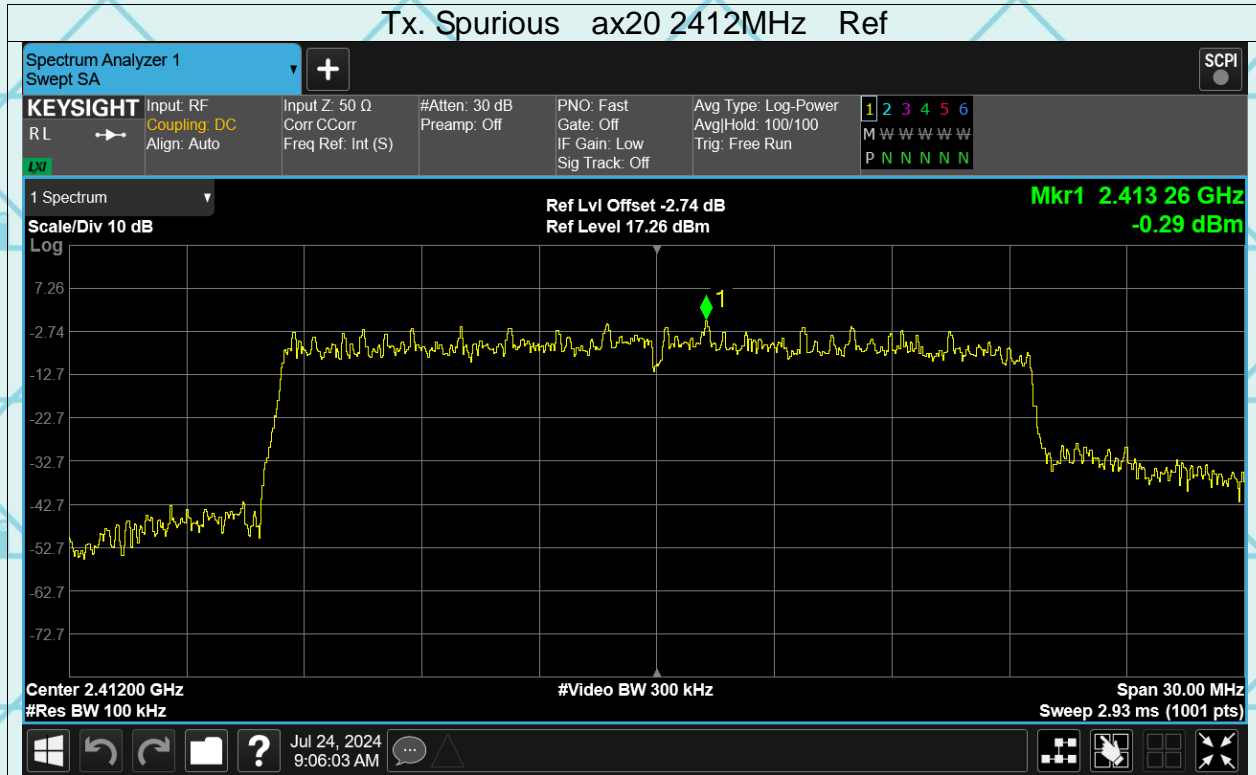 Tx. Spurious ax20 2412MHz Ref
Spectrum Analyzer 1
Swept SA
+
SCPI
KEYSIGHT
RL
LXI
Input: RF
Coupling: DC
Align: Auto
Input Z: 50 Ω
Corr CCorr
Freq Ref: Int (S)
#Atten: 30 dB
Preamp: Off
PNO: Fast
Gate: Off
IF Gain: Low
Sig Track: Off
Avg Type: Log-Power
Avg|Hold: 100/100
Trig: Free Run
1 2 3 4 5 6
M W W W W W
P N N N N N
1 Spectrum
Scale/Div 10 dB
Log
Ref Lvl Offset -2.74 dB
Ref Level 17.26 dBm
Mkr1 2.413 26 GHz
-0.29 dBm
7.26
-2.74
-12.7
-22.7
-32.7
-42.7
-52.7
-62.7
-72.7
1
Center 2.41200 GHz
#Res BW 100 kHz
#Video BW 300 kHz
Span 30.00 MHz
Sweep 2.93 ms (1001 pts)
?
Jul 24, 2024
9:06:03 AM